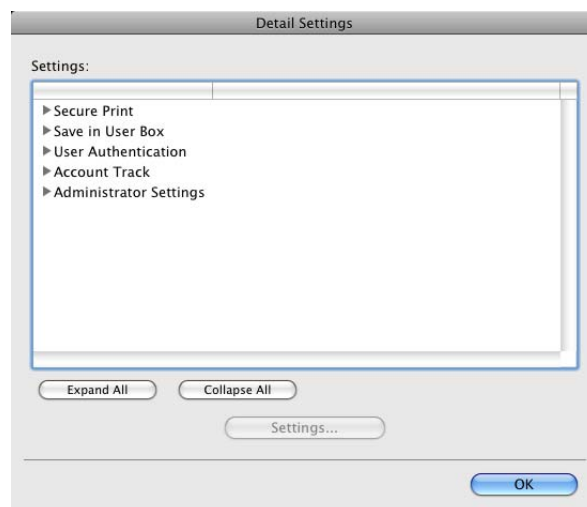 Detail Settings
Settings:
Secure Print
Save in User Box
User Authentication
Account Track
Administrator Settings
Expand All Collapse All
Settings...
OK